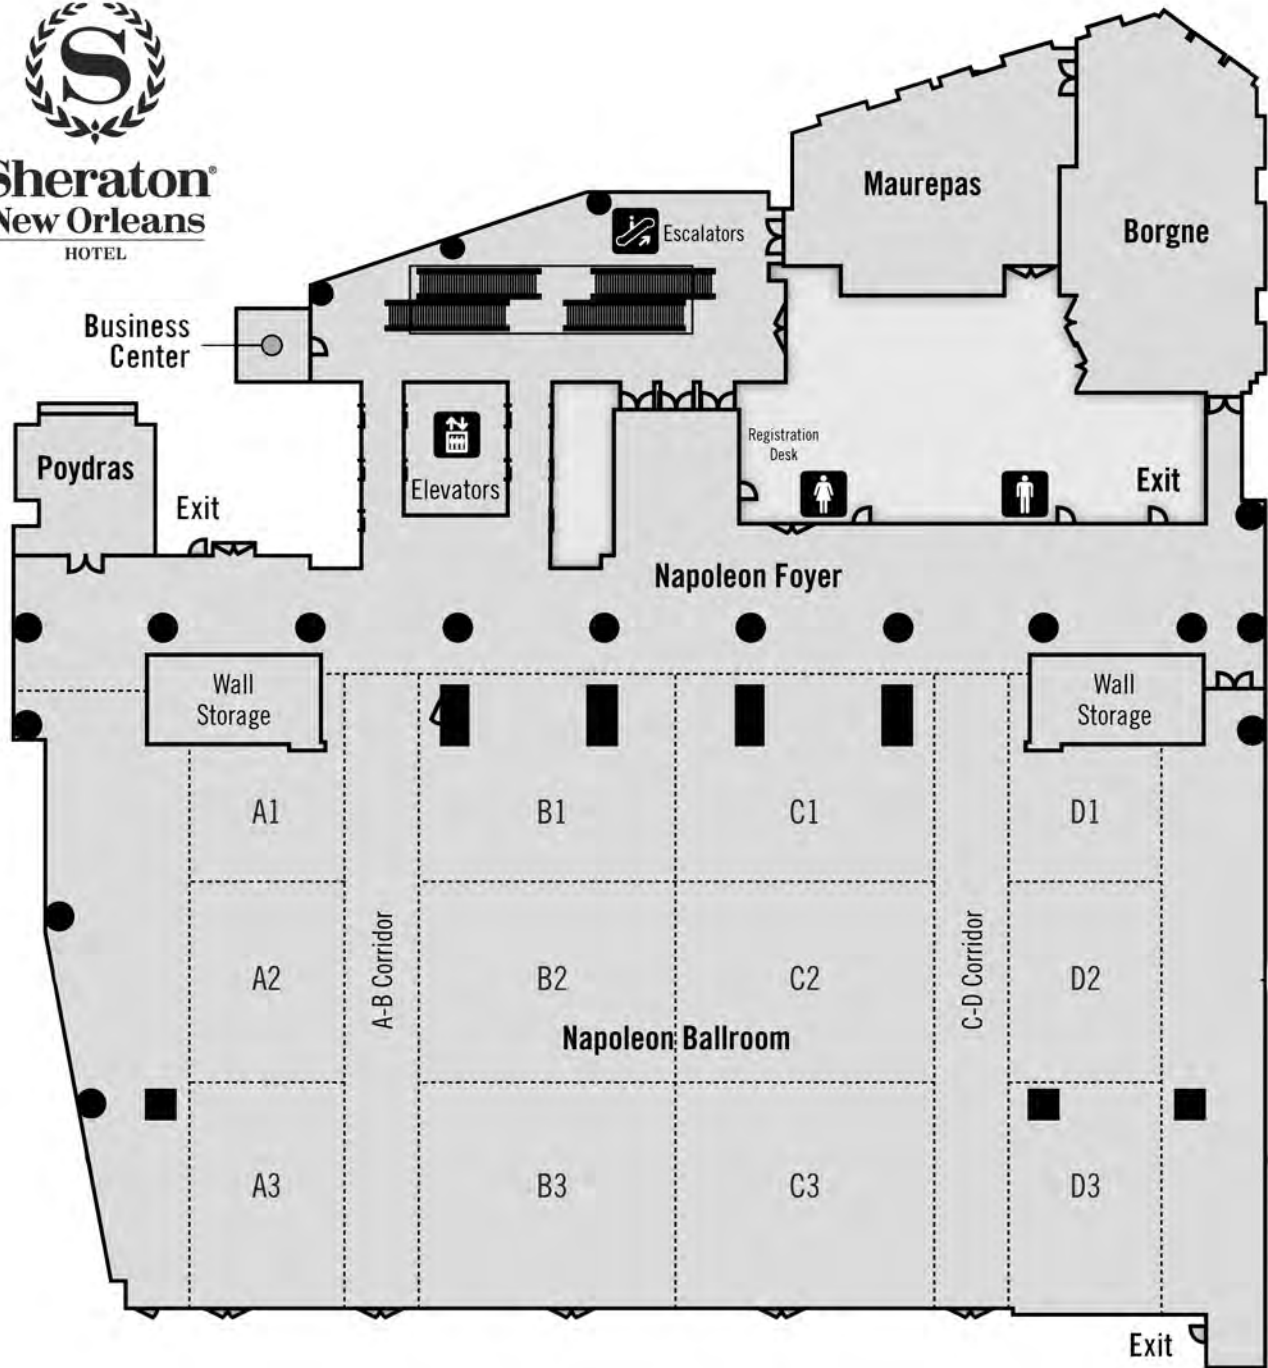 S
Sheraton®
New Orleans
HOTEL
Maurepas
Borgne
Escalators
Business
Center
Poydras
Exit
Elevators
Registration
Desk
Exit
Napoleon Foyer
Wall
Storage
Wall
Storage
A1
B1
C1
D1
A-B Corridor
C-D Corridor
A2
B2
C2
D2
Napoleon Ballroom
A3
B3
C3
D3
Exit